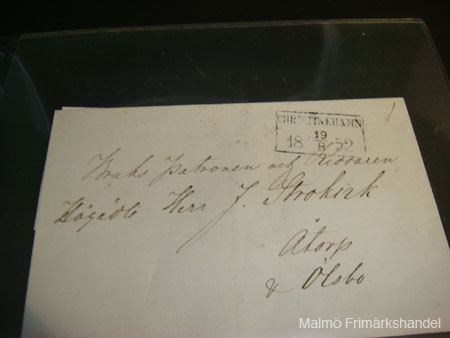 CHRISTINEHAMN
18 19/8 52
Bruks Patronen och Riddaren
Högädle Herr J. Strokirk
Åtorp
& Ölsbo
Malmö Frimärkshandel